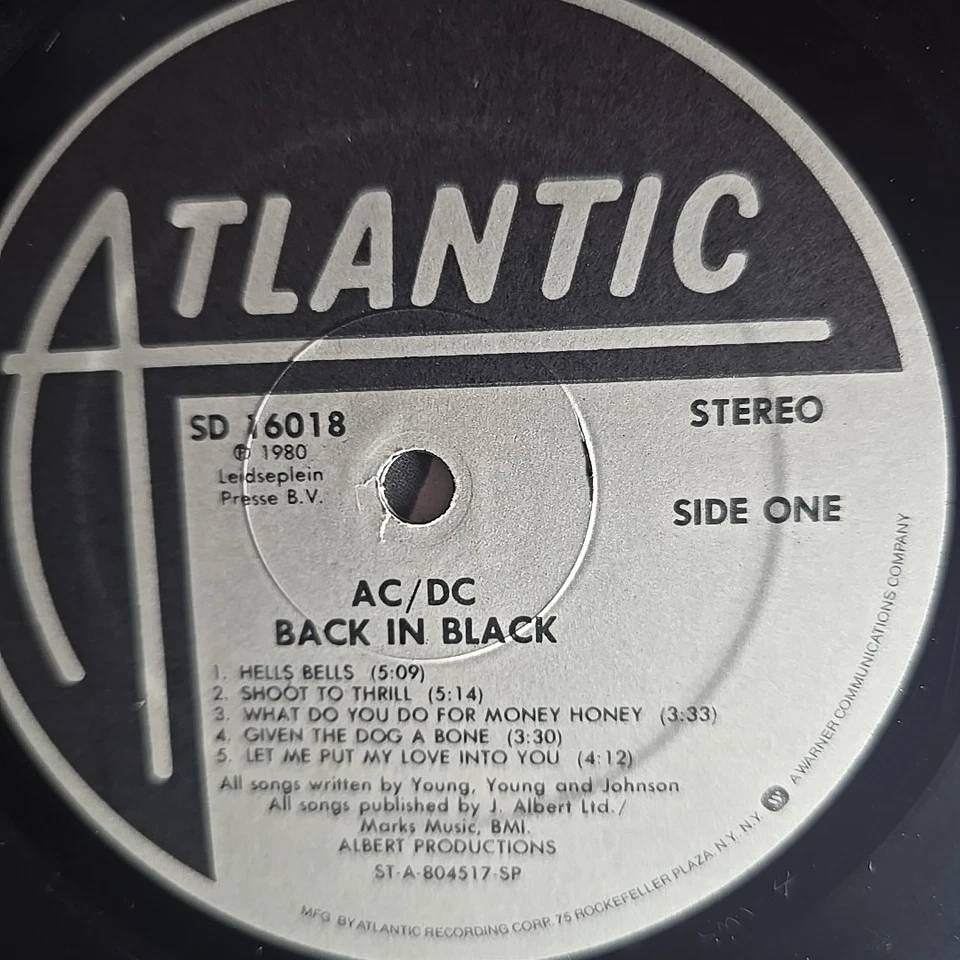 ATLANTIC
SD 16018
℗ 1980
Leidseplein
Presse B.V.
STEREO
SIDE ONE
AC/DC
BACK IN BLACK
1. HELLS BELLS (5:09)
2. SHOOT TO THRILL (5:14)
3. WHAT DO YOU DO FOR MONEY HONEY (3:33)
4. GIVEN THE DOG A BONE (3:30)
5. LET ME PUT MY LOVE INTO YOU (4:12)
All songs written by Young, Young and Johnson
All songs published by J. Albert Ltd./
Marks Music, BMI.
ALBERT PRODUCTIONS
ST-A-804517-SP
MFG. BY ATLANTIC RECORDING CORP. 75 ROCKEFELLER PLAZA. N.Y. N.Y. A WARNER COMMUNICATIONS COMPANY